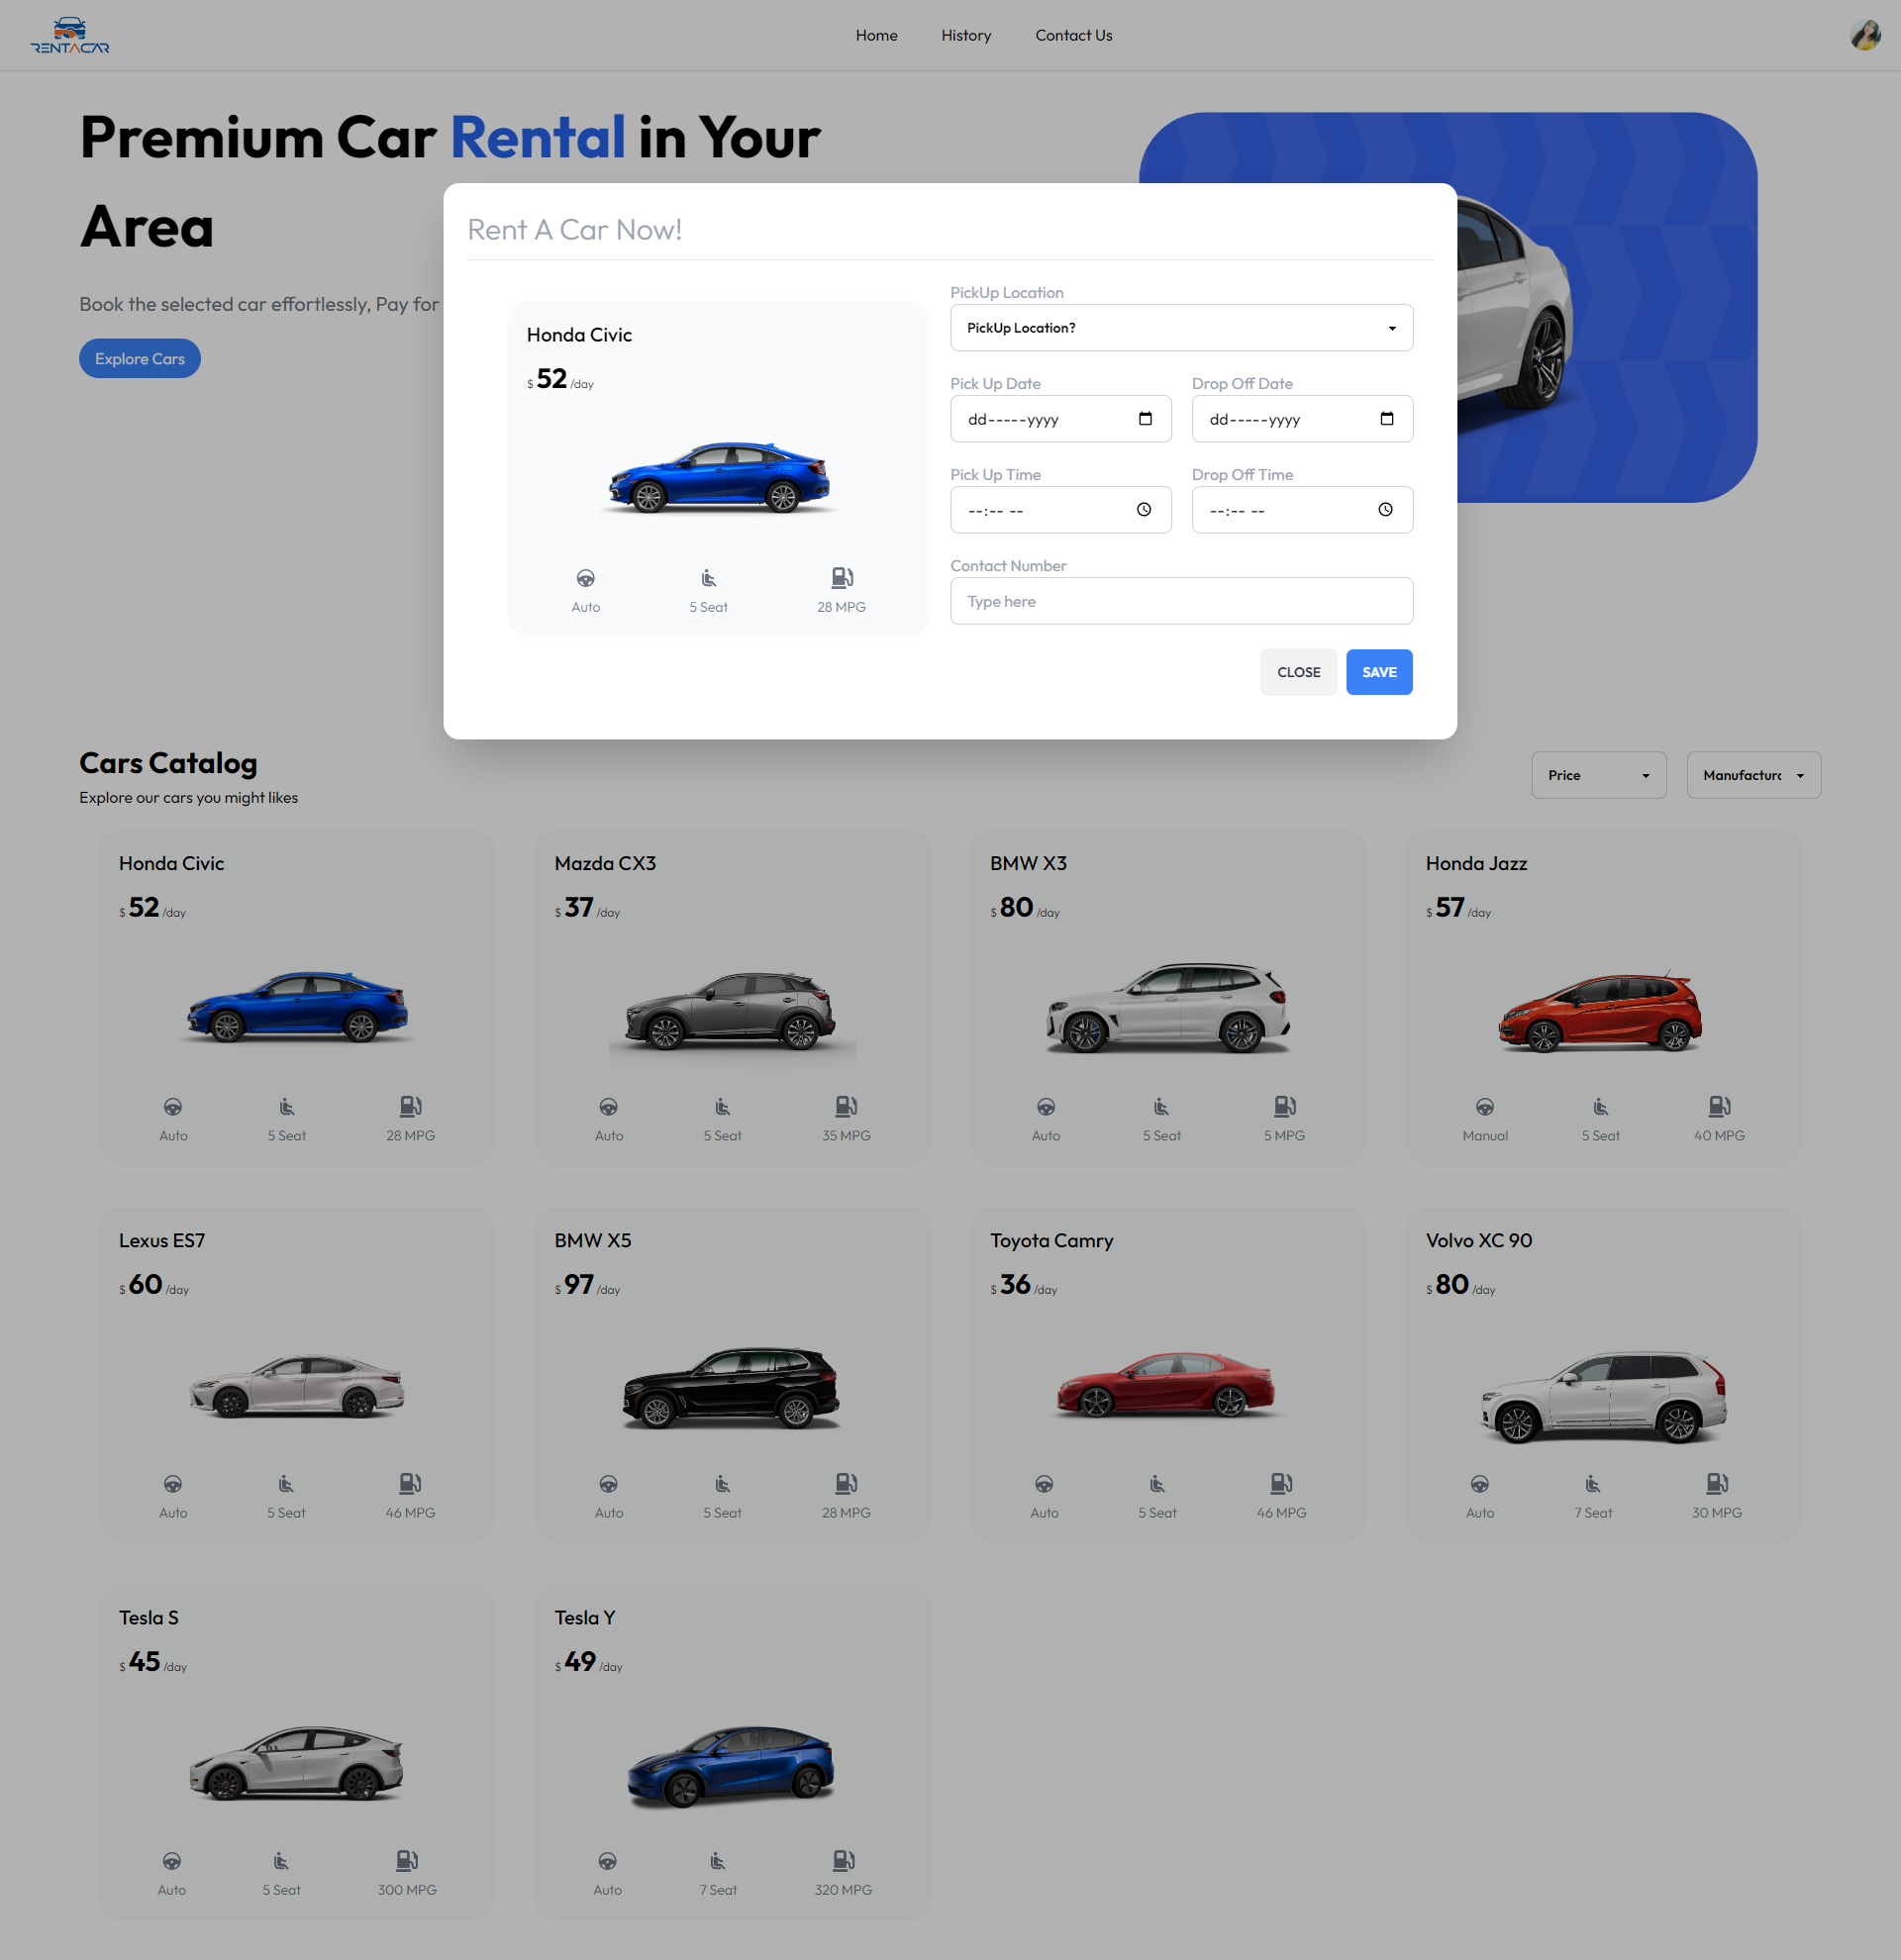 RENTACAR
Home History Contact Us
Premium Car Rental in Your
Area
Book the selected car effortlessly, Pay for
Explore Cars
Rent A Car Now!
Honda Civic
$ 52 /day
Auto 5 Seat 28 MPG
PickUp Location
PickUp Location?
Pick Up Date Drop Off Date
dd-----yyyy dd-----yyyy
Pick Up Time Drop Off Time
--:-- -- --:-- --
Contact Number
Type here
CLOSE SAVE
Cars Catalog
Explore our cars you might likes
Price Manufactur
Honda Civic Mazda CX3 BMW X3 Honda Jazz
$ 52 /day $ 37 /day $ 80 /day $ 57 /day
Auto 5 Seat 28 MPG Auto 5 Seat 35 MPG Auto 5 Seat 5 MPG Manual 5 Seat 40 MPG
Lexus ES7 BMW X5 Toyota Camry Volvo XC 90
$ 60 /day $ 97 /day $ 36 /day $ 80 /day
Auto 5 Seat 46 MPG Auto 5 Seat 28 MPG Auto 5 Seat 46 MPG Auto 7 Seat 30 MPG
Tesla S Tesla Y
$ 45 /day $ 49 /day
Auto 5 Seat 300 MPG Auto 7 Seat 320 MPG